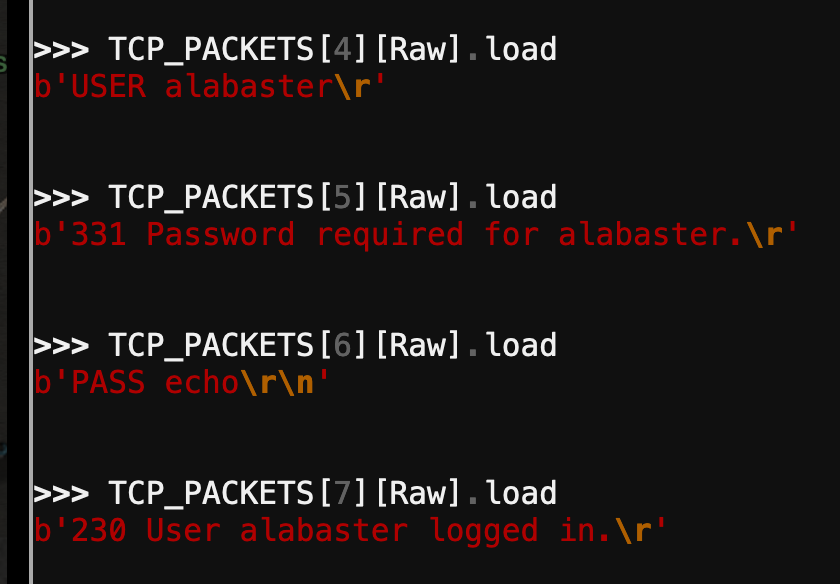 >>> TCP_PACKETS[4][Raw].load
b'USER alabaster\r'
>>> TCP_PACKETS[5][Raw].load
b'331 Password required for alabaster.\r'
>>> TCP_PACKETS[6][Raw].load
b'PASS echo\r\n'
>>> TCP_PACKETS[7][Raw].load
b'230 User alabaster logged in.\r'